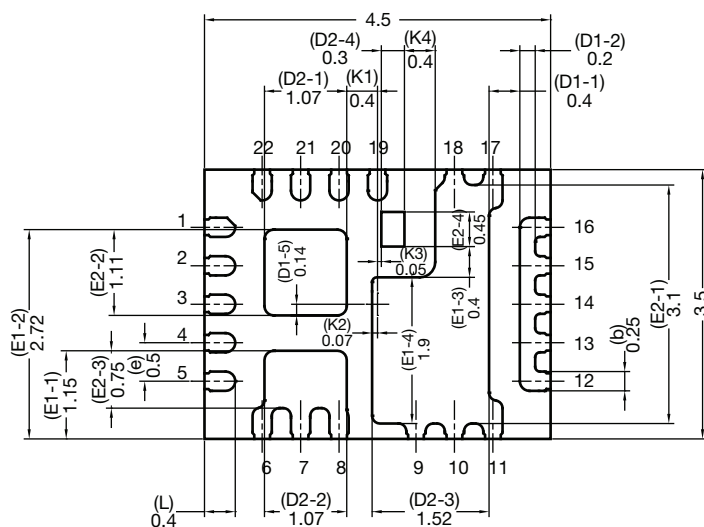 4.5
(D2-4)
0.3
(K4)
0.4
(D1-2)
0.2
(D2-1)
1.07
(K1)
0.4
(D1-1)
0.4
22
21
20
19
18
17
1
2
3
4
5
16
15
14
13
12
(E1-2)
2.72
(E2-2)
1.11
(D1-5)
0.14
(K3)
0.05
(E2-4)
0.45
(E1-3)
0.4
(K2)
0.07
(E1-4)
1.9
(E2-1)
3.1
3.5
(b)
0.25
(E1-1)
1.15
(E2-3)
0.75
(e)
0.5
6
7
8
9
10
11
(L)
0.4
(D2-2)
1.07
(D2-3)
1.52